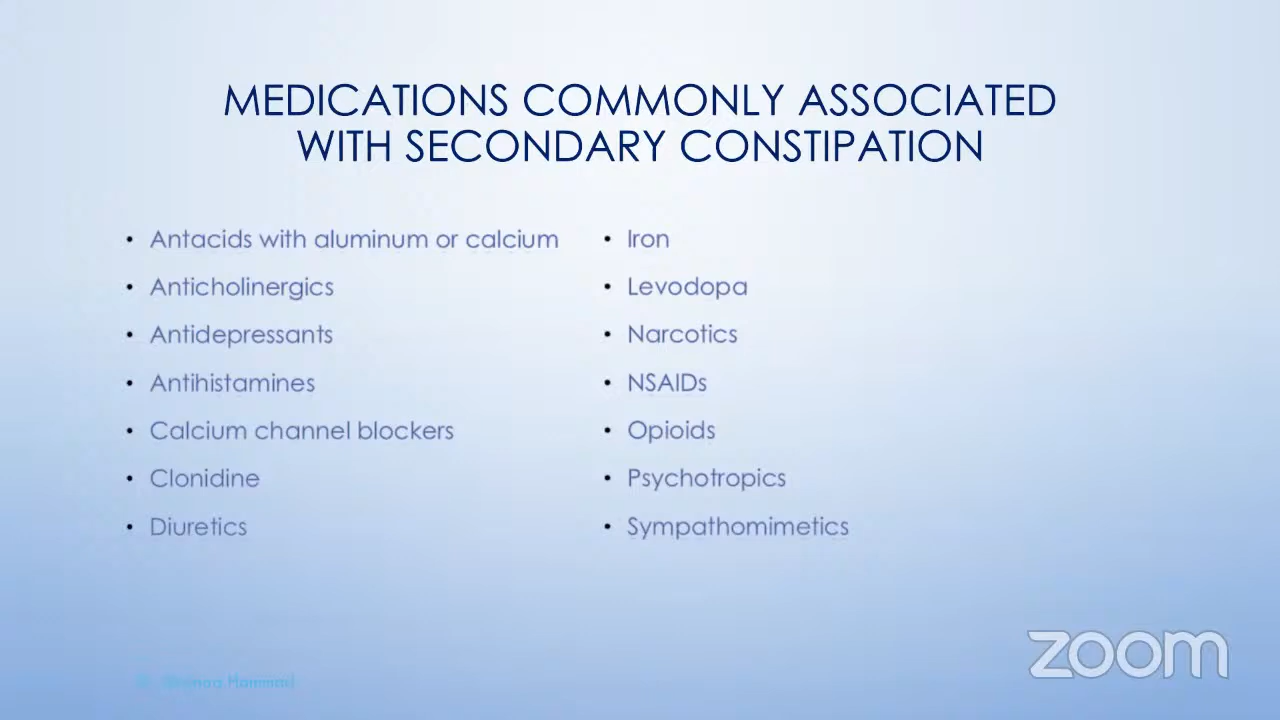 MEDICATIONS COMMONLY ASSOCIATED
WITH SECONDARY CONSTIPATION
• Antacids with aluminum or calcium
• Anticholinergics
• Antidepressants
• Antihistamines
• Calcium channel blockers
• Clonidine
• Diuretics
• Iron
• Levodopa
• Narcotics
• NSAIDs
• Opioids
• Psychotropics
• Sympathomimetics
Hammad
zoom